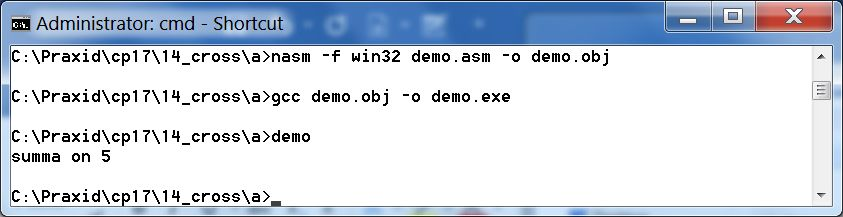 Administrator: cmd - Shortcut
C:\Praxid\cp17\14_cross\a>nasm -f win32 demo.asm -o demo.obj
C:\Praxid\cp17\14_cross\a>gcc demo.obj -o demo.exe
C:\Praxid\cp17\14_cross\a>demo
summa on 5
C:\Praxid\cp17\14_cross\a>_